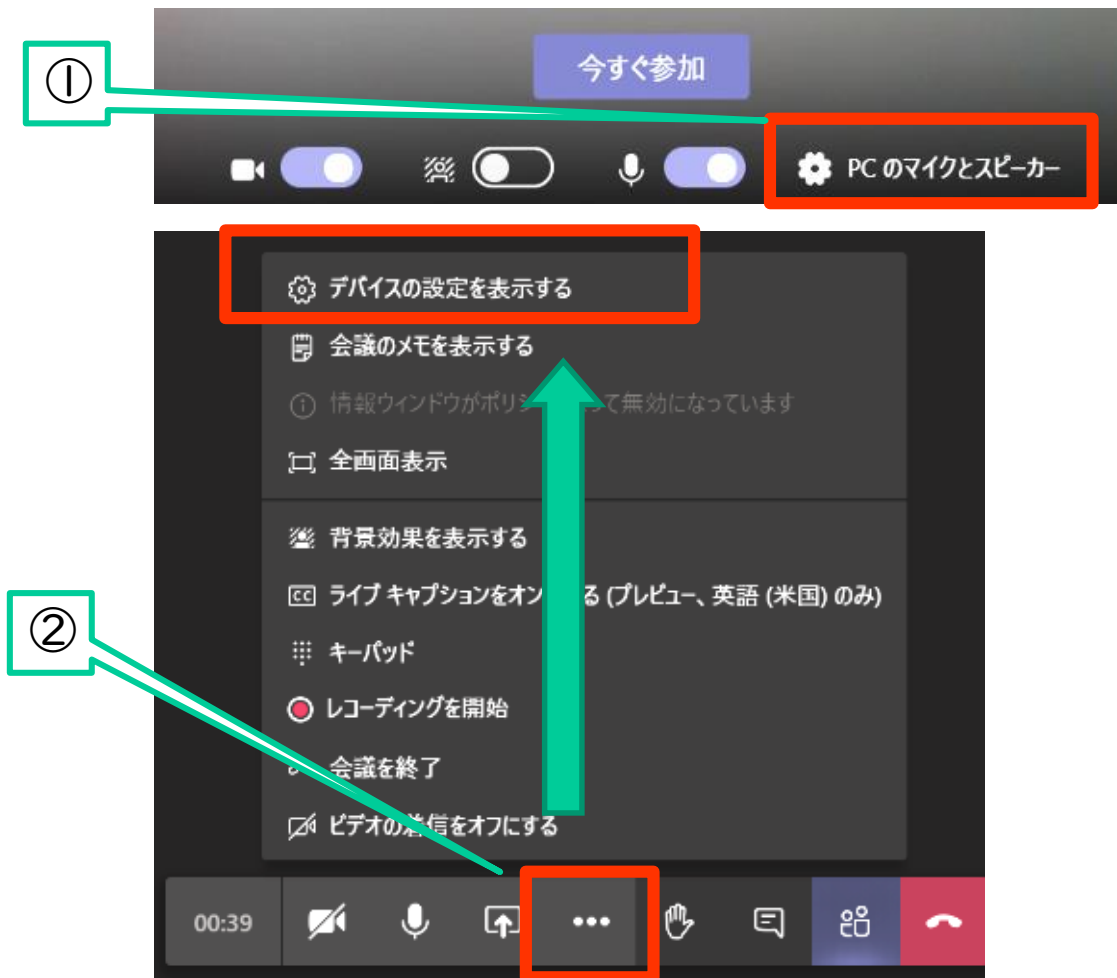 ①
今すぐ参加
PC のマイクとスピーカー
デバイスの設定を表示する
会議のメモを表示する
情報ウィンドウがポリシ って無効になっています
全画面表示
背景効果を表示する
CC ライブ キャプションをオン る (プレビュー、英語 (米国) のみ)
②
キーパッド
レコーディングを開始
会議を終了
ビデオの着信をオフにする
00:39